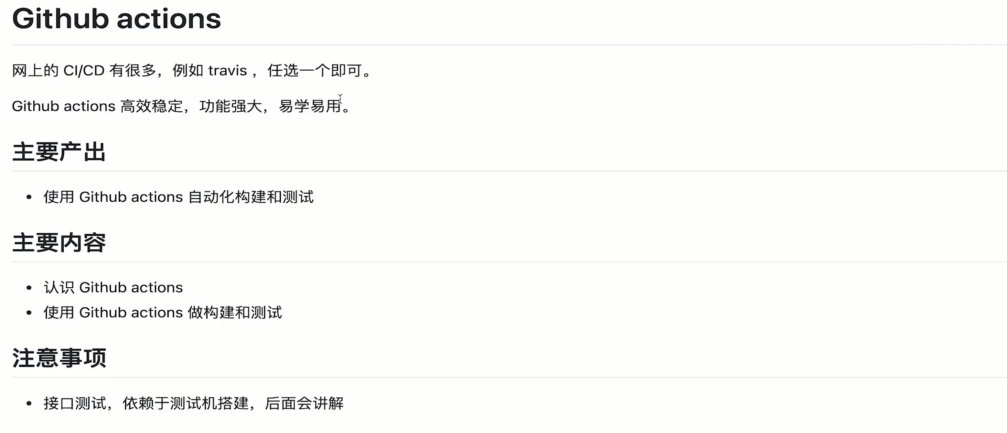 Github actions
网上的 CI/CD 有很多，例如 travis ，任选一个即可。
Github actions 高效稳定，功能强大，易学易用。
主要产出
• 使用 Github actions 自动化构建和测试
主要内容
• 认识 Github actions
• 使用 Github actions 做构建和测试
注意事项
• 接口测试，依赖于测试机搭建，后面会讲解